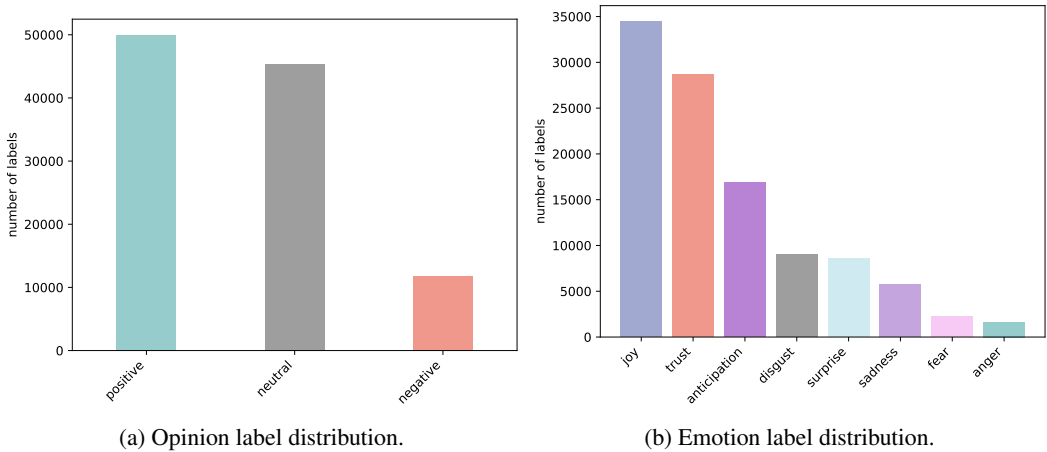 number of labels
50000
40000
30000
20000
10000
0
positive
neutral
negative
(a) Opinion label distribution.
number of labels
35000
30000
25000
20000
15000
10000
5000
0
joy
trust
anticipation
disgust
surprise
sadness
fear
anger
(b) Emotion label distribution.